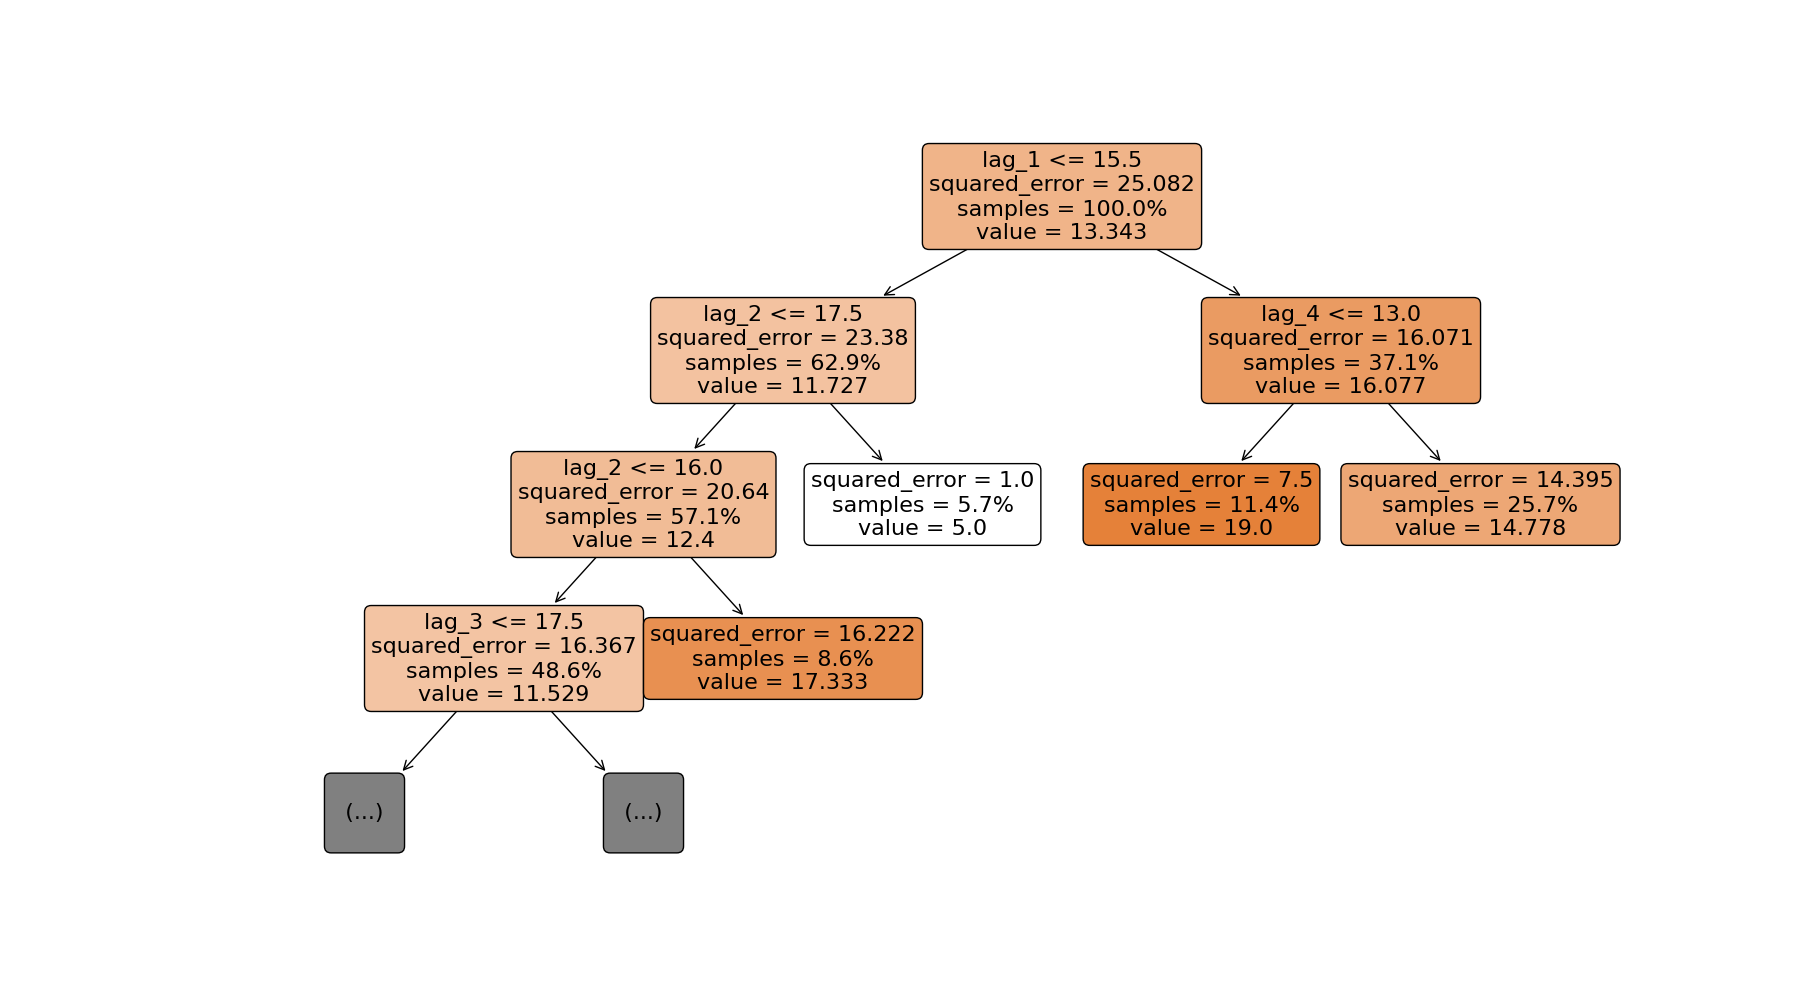 lag_1 <= 15.5
squared_error = 25.082
samples = 100.0%
value = 13.343
lag_2 <= 17.5
squared_error = 23.38
samples = 62.9%
value = 11.727
lag_4 <= 13.0
squared_error = 16.071
samples = 37.1%
value = 16.077
lag_2 <= 16.0
squared_error = 20.64
samples = 57.1%
value = 12.4
squared_error = 1.0
samples = 5.7%
value = 5.0
squared_error = 7.5
samples = 11.4%
value = 19.0
squared_error = 14.395
samples = 25.7%
value = 14.778
lag_3 <= 17.5
squared_error = 16.367
samples = 48.6%
value = 11.529
squared_error = 16.222
samples = 8.6%
value = 17.333
(...)
(...)